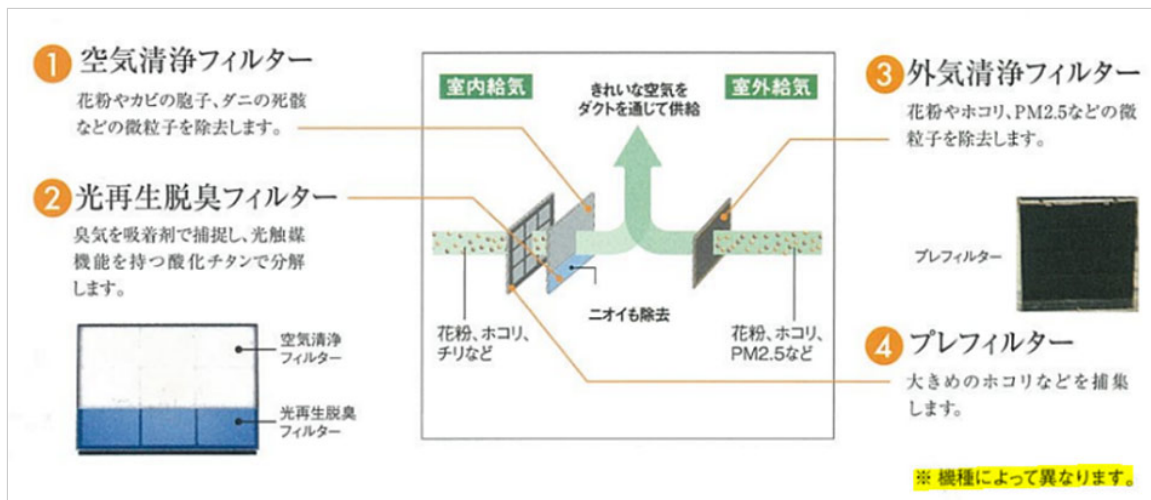 1 空気清浄フィルター
花粉やカビの胞子、ダニの死骸
などの微粒子を除去します。
2 光再生脱臭フィルター
臭気を吸着剤で捕捉し、光触媒
機能を持つ酸化チタンで分解
します。
空気清浄
フィルター
光再生脱臭
フィルター
室内給気
きれいな空気を
ダクトを通じて供給
室外給気
ニオイも除去
花粉、ホコリ、
チリなど
花粉、ホコリ、
PM2.5など
3 外気清浄フィルター
花粉やホコリ、PM2.5などの微
粒子を除去します。
プレフィルター
4 プレフィルター
大きめのホコリなどを捕集
します。
※ 機種によって異なります。